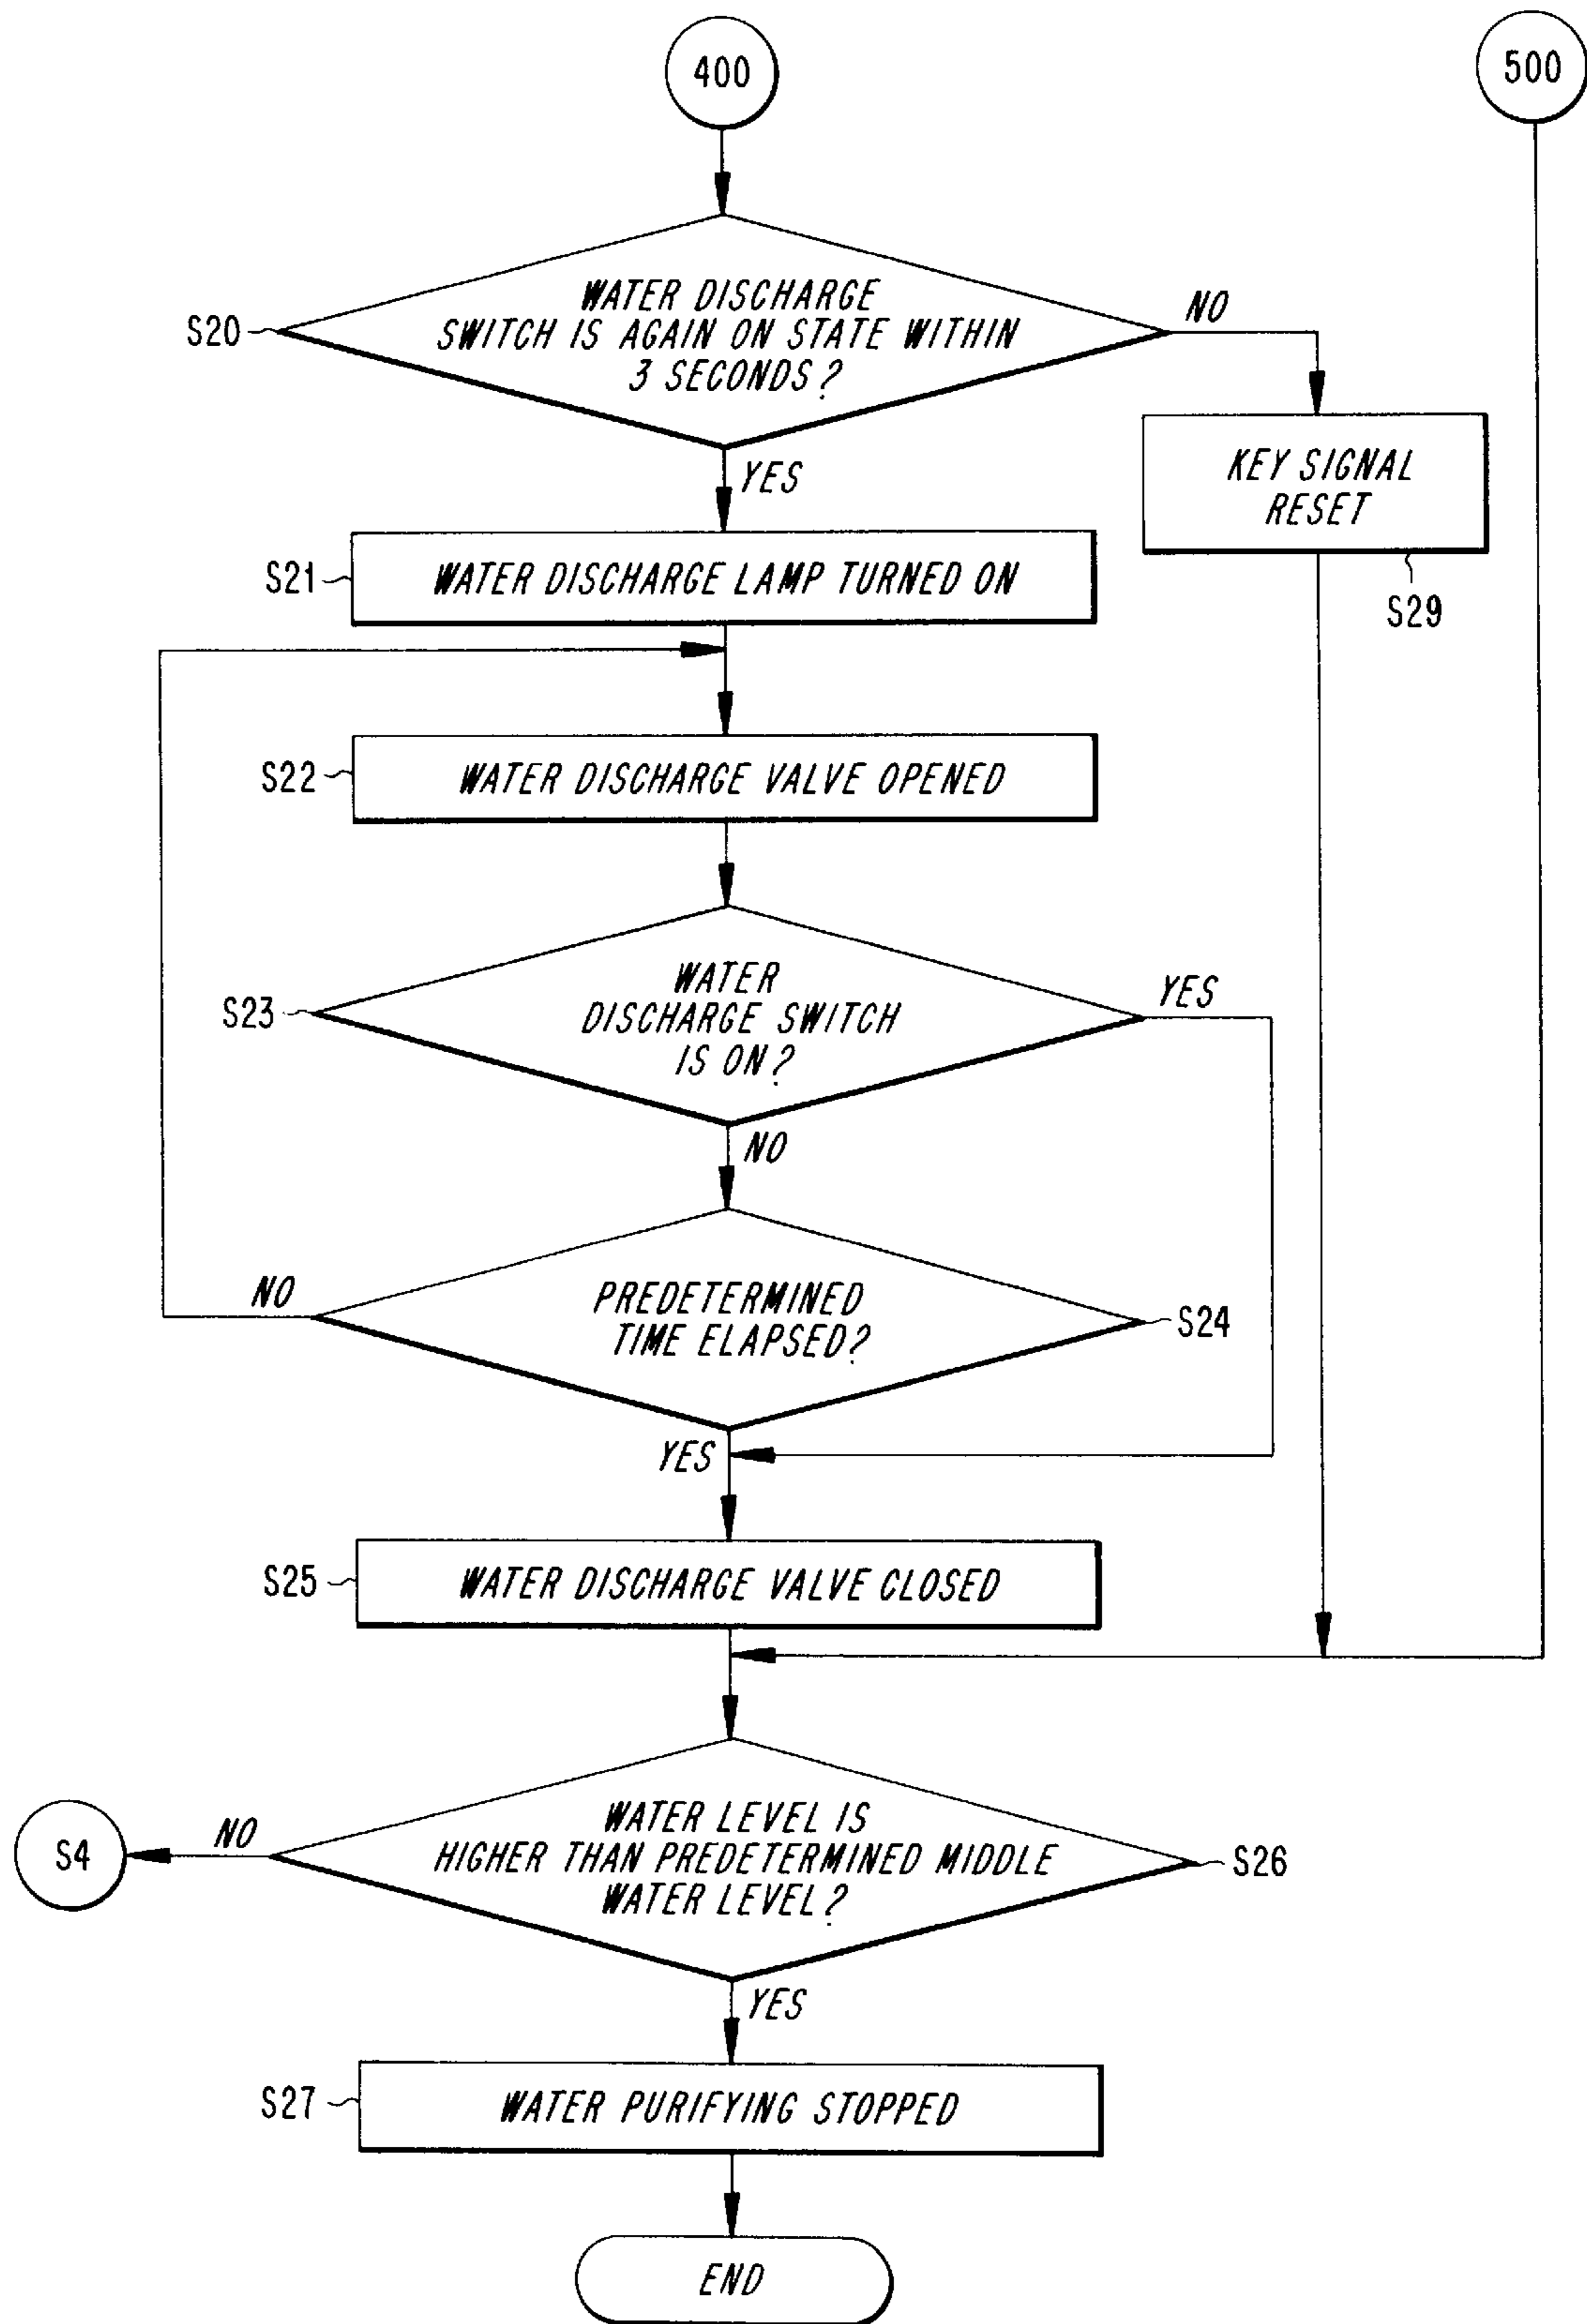 400
500
S20
WATER DISCHARGE
SWITCH IS AGAIN ON STATE WITHIN
3 SECONDS?
NO
YES
KEY SIGNAL
RESET
S29
S21
WATER DISCHARGE LAMP TURNED ON
S22
WATER DISCHARGE VALVE OPENED
S23
WATER
DISCHARGE SWITCH
IS ON?
YES
NO
NO
PREDETERMINED
TIME ELAPSED?
S24
YES
S25
WATER DISCHARGE VALVE CLOSED
S4
NO
WATER LEVEL IS
HIGHER THAN PREDETERMINED MIDDLE
WATER LEVEL?
S26
YES
S27
WATER PURIFYING STOPPED
END